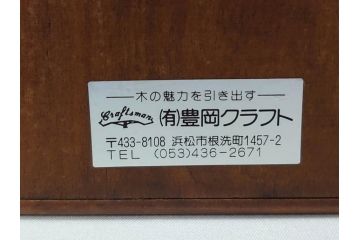 木の魅力を引き出す
Craftsman (有)豊岡クラフト
〒433-8108 浜松市根洗町1457-2
TEL (053)436-2671